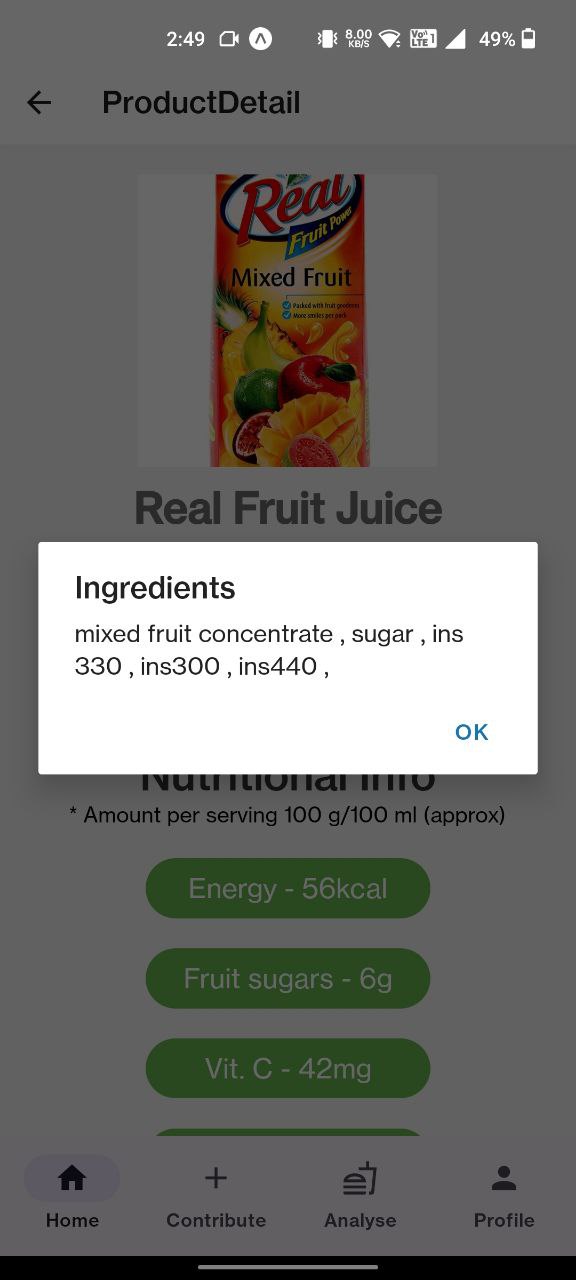 2:49 8.00 KB/S VoLTE 1 49%
ProductDetail
Real
Fruit Power
Mixed Fruit
Packed with fruit goodness
More smiles per pack
Real Fruit Juice
Ingredients
mixed fruit concentrate , sugar , ins
330 , ins300 , ins440 ,
OK
Nutritional Info
* Amount per serving 100 g/100 ml (approx)
Energy - 56kcal
Fruit sugars - 6g
Vit. C - 42mg
Home Contribute Analyse Profile